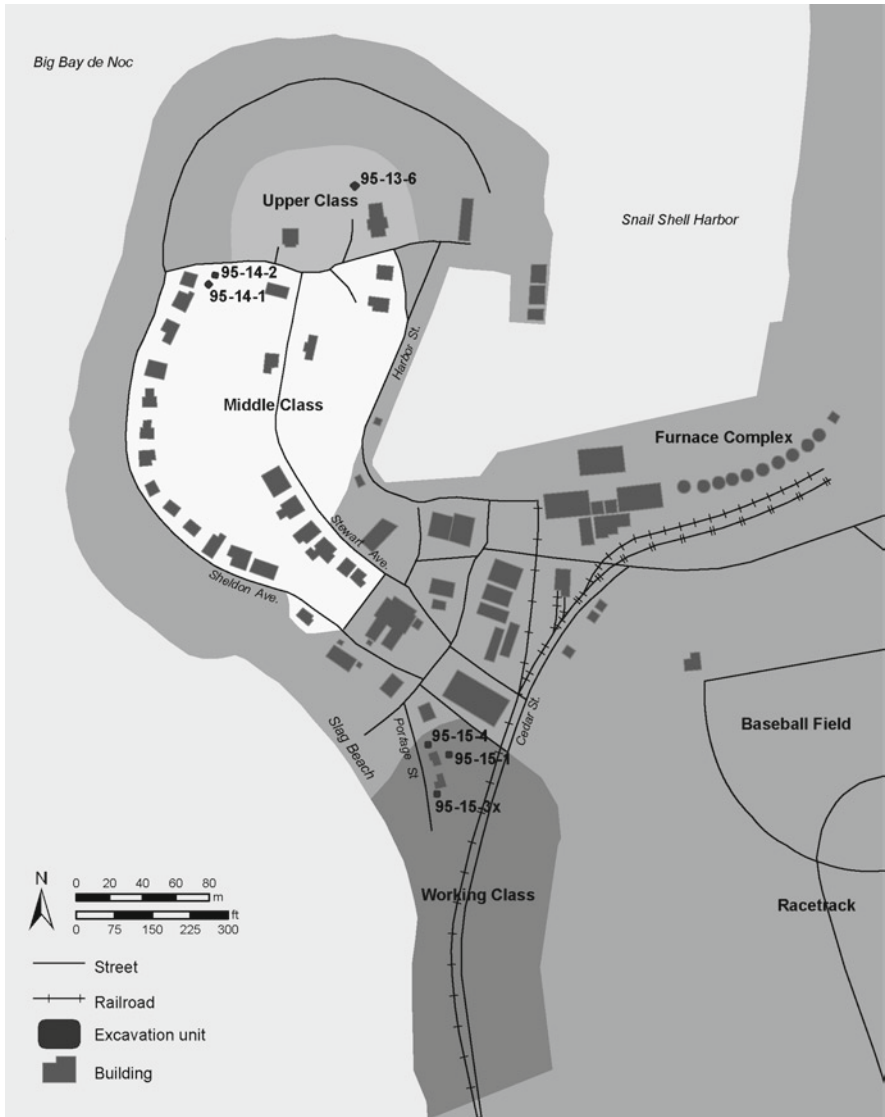 Big Bay de Noc
95-13-6
Upper Class
Snail Shell Harbor
95-14-2
95-14-1
Harbor St.
Middle Class
Furnace Complex
Stewart Ave.
Sheldon Ave.
Cedar St.
Baseball Field
Slag Beach
Portage St
95-15-4
95-15-1
95-15-3x
Working Class
Racetrack
N
0 20 40 60 80
m
ft
0 75 150 225 300
Street
Railroad
Excavation unit
Building